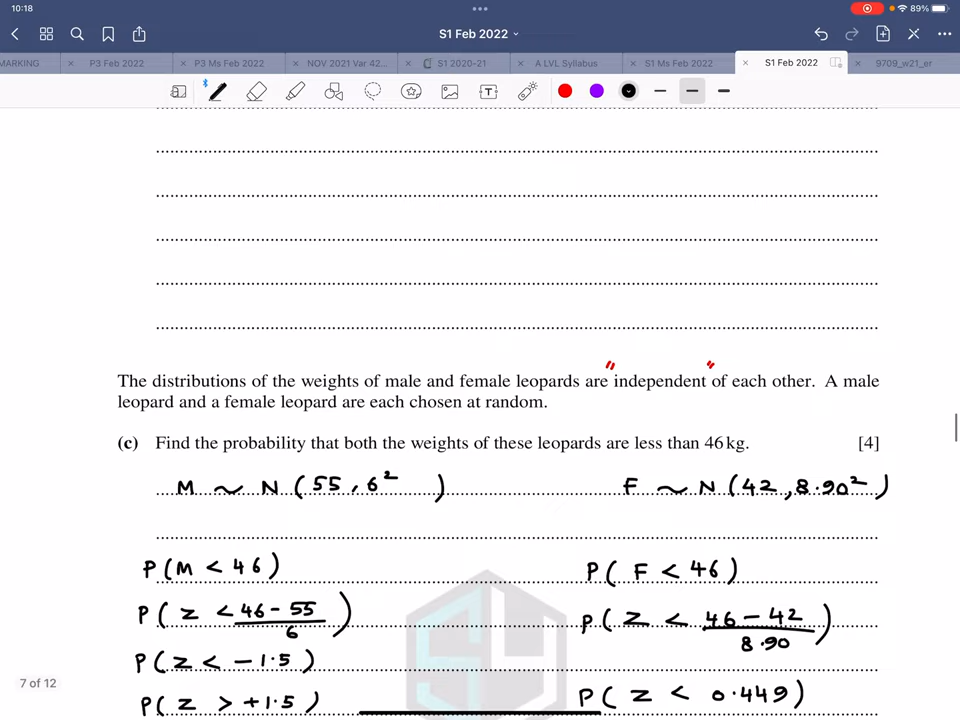 10:18
89%
S1 Feb 2022
MARKING
P3 Feb 2022
P3 Ms Feb 2022
NOV 2021 Var 42...
S1 2020-21
A LVL Syllabus
S1 Ms Feb 2022
S1 Feb 2022
9709_w21_er
The distributions of the weights of male and female leopards are "independent" of each other. A male
leopard and a female leopard are each chosen at random.
(c) Find the probability that both the weights of these leopards are less than 46 kg. [4]
M ~ N (55, 6²) F ~ N (42, 8.90²)
P(M < 46) P( F < 46)
P( Z < (46 - 55)/6 ) P( Z < (46 - 42)/8.90 )
P(Z < -1.5)
P(Z > +1.5) P( Z < 0.449)
7 of 12